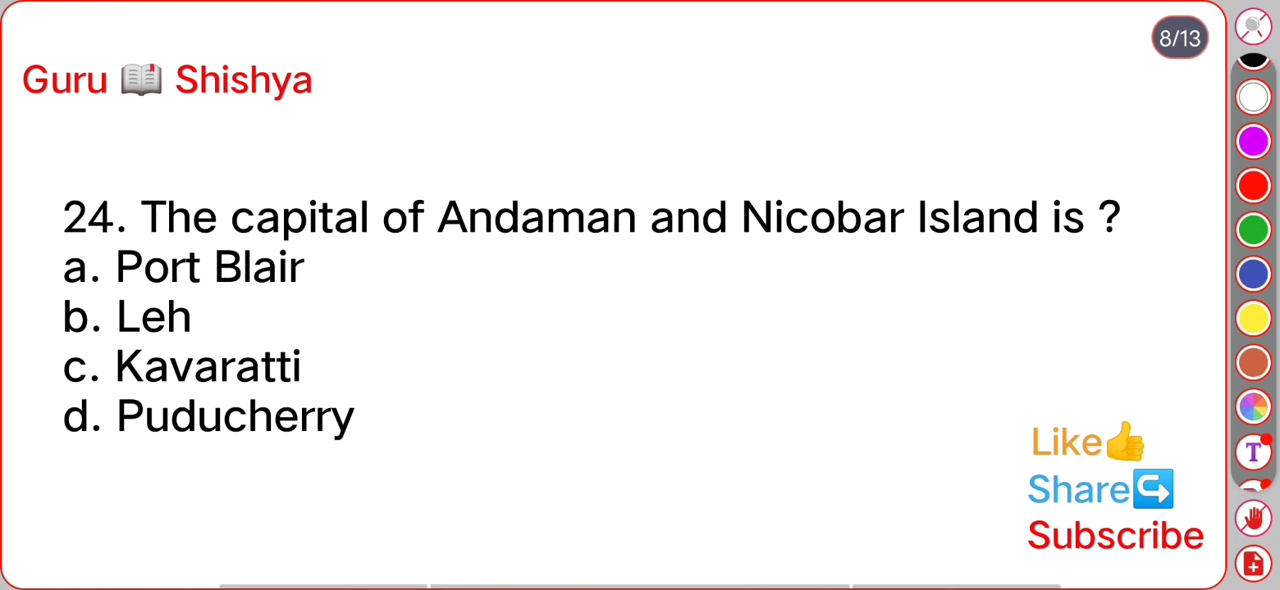 8/13
Guru 📖 Shishya
24. The capital of Andaman and Nicobar Island is ?
a. Port Blair
b. Leh
c. Kavaratti
d. Puducherry
Like👍
Share↪️
Subscribe
T